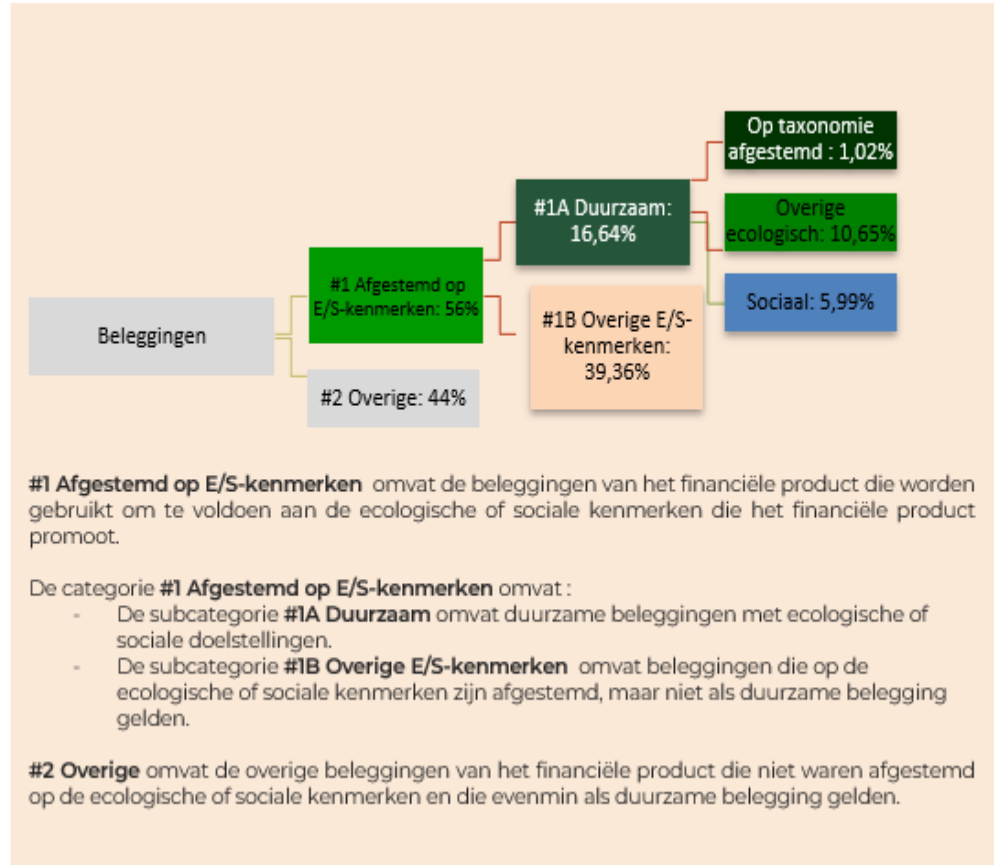 Op taxonomie
afgestemd : 1,02%
#1A Duurzaam:
16,64%
Overige
ecologisch: 10,65%
#1 Afgestemd op
E/S-kenmerken: 56%
Sociaal: 5,99%
Beleggingen
#1B Overige E/S-
kenmerken:
39,36%
#2 Overige: 44%
#1 Afgestemd op E/S-kenmerken omvat de beleggingen van het financiële product die worden
gebruikt om te voldoen aan de ecologische of sociale kenmerken die het financiële product
promoot.
De categorie #1 Afgestemd op E/S-kenmerken omvat :
- De subcategorie #1A Duurzaam omvat duurzame beleggingen met ecologische of
sociale doelstellingen.
- De subcategorie #1B Overige E/S-kenmerken omvat beleggingen die op de
ecologische of sociale kenmerken zijn afgestemd, maar niet als duurzame belegging
gelden.
#2 Overige omvat de overige beleggingen van het financiële product die niet waren afgestemd
op de ecologische of sociale kenmerken en die evenmin als duurzame belegging gelden.